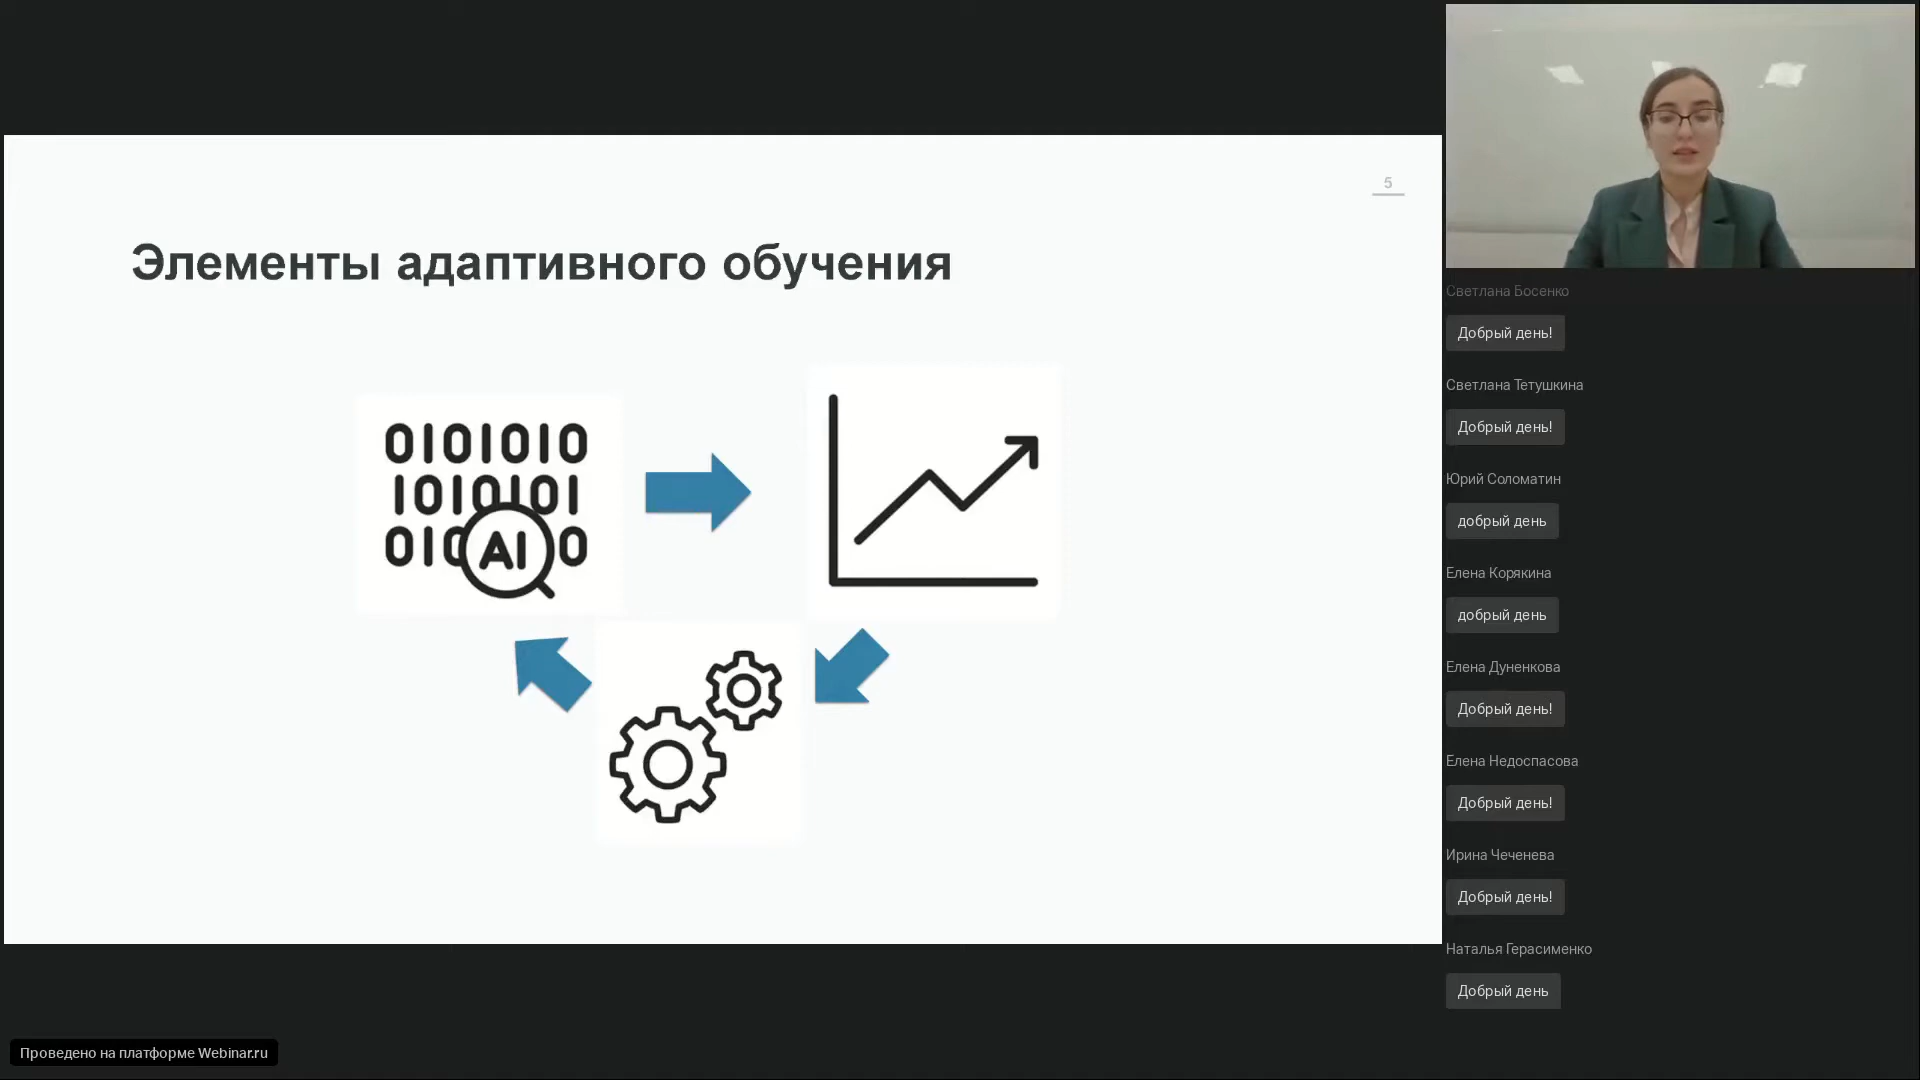 5
Элементы адаптивного обучения
0101010
1010101
010 0
AI
Светлана Босенко
Добрый день!
Светлана Тетушкина
Добрый день!
Юрий Соломатин
добрый день
Елена Корякина
добрый день
Елена Дуненкова
Добрый день!
Елена Недоспасова
Добрый день!
Ирина Чеченева
Добрый день!
Наталья Герасименко
Добрый день
Проведено на платформе Webinar.ru